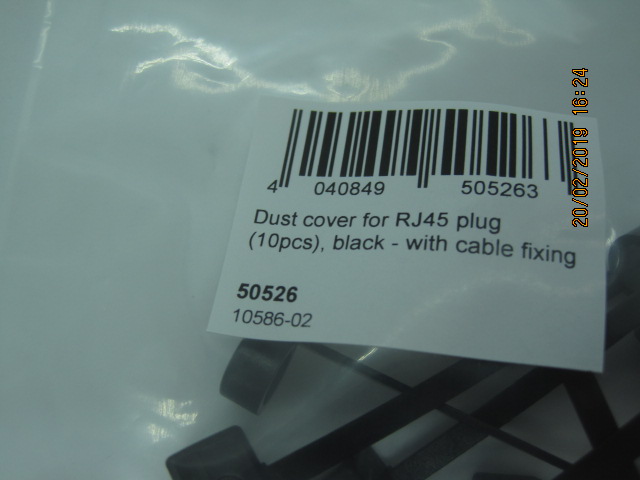 4 040849 505263
Dust cover for RJ45 plug
(10pcs), black - with cable fixing
50526
10586-02
20/02/2019 16:24